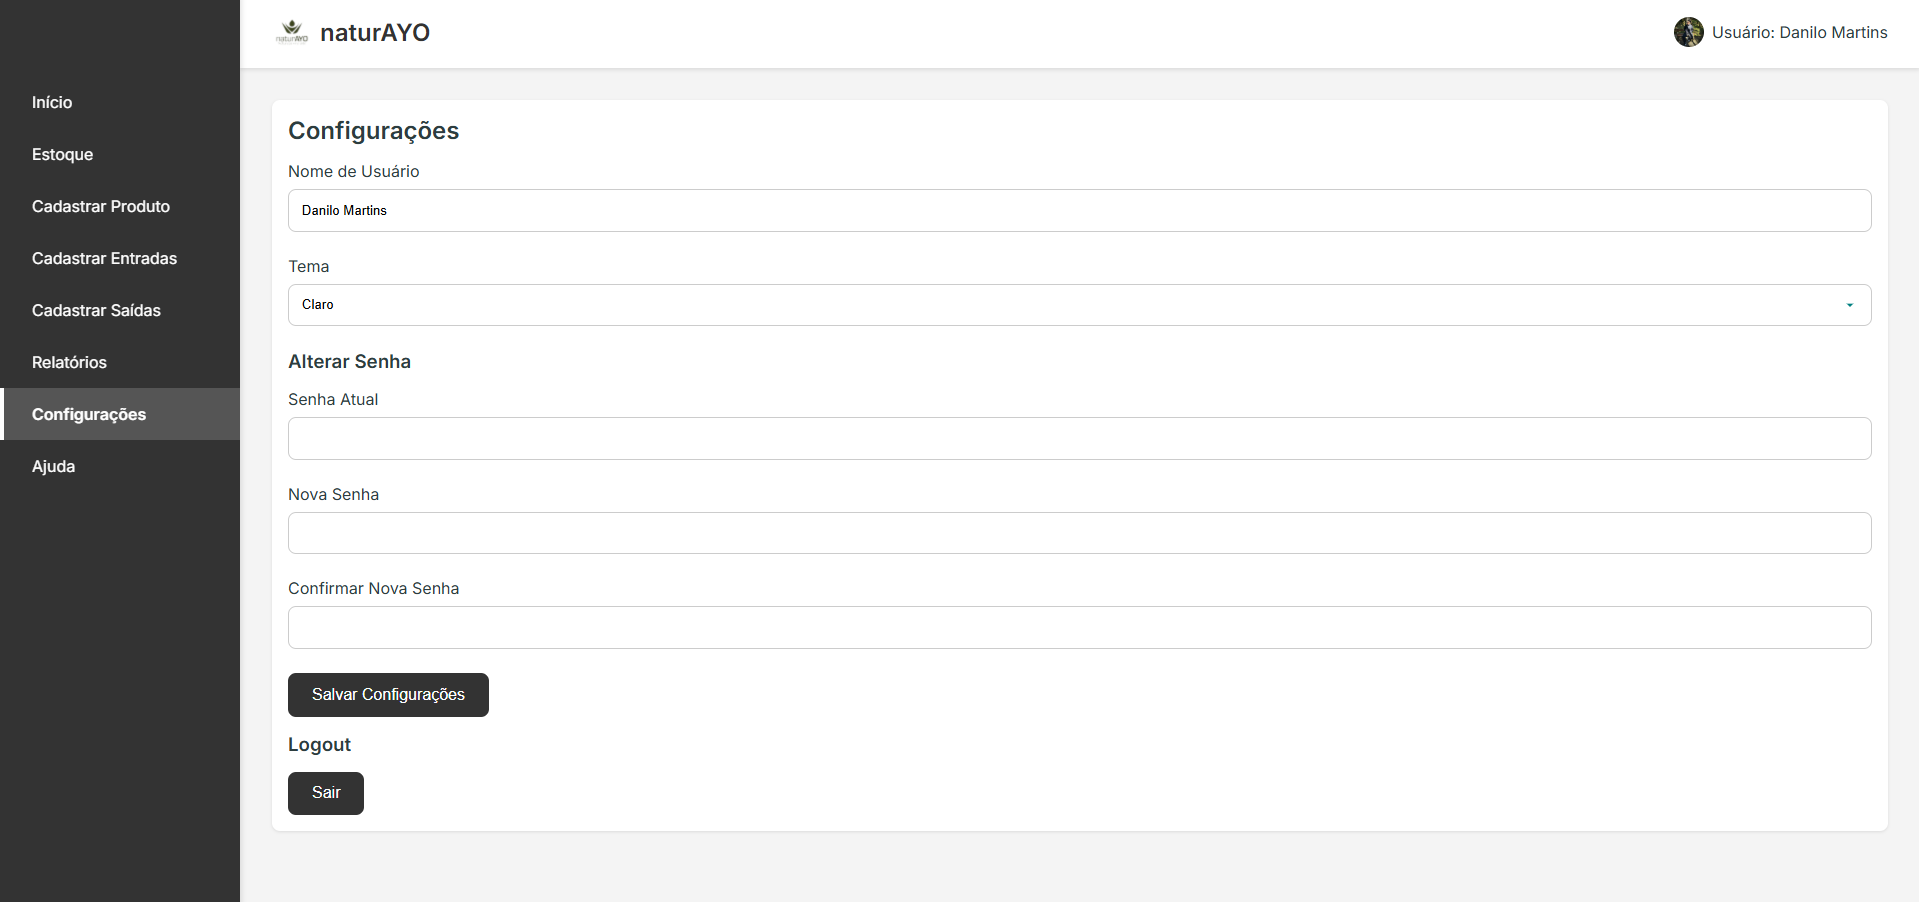 naturAYO
naturAYO
Usuário: Danilo Martins
Início
Estoque
Cadastrar Produto
Cadastrar Entradas
Cadastrar Saídas
Relatórios
Configurações
Ajuda
Configurações
Nome de Usuário
Danilo Martins
Tema
Claro
Alterar Senha
Senha Atual
Nova Senha
Confirmar Nova Senha
Salvar Configurações
Logout
Sair